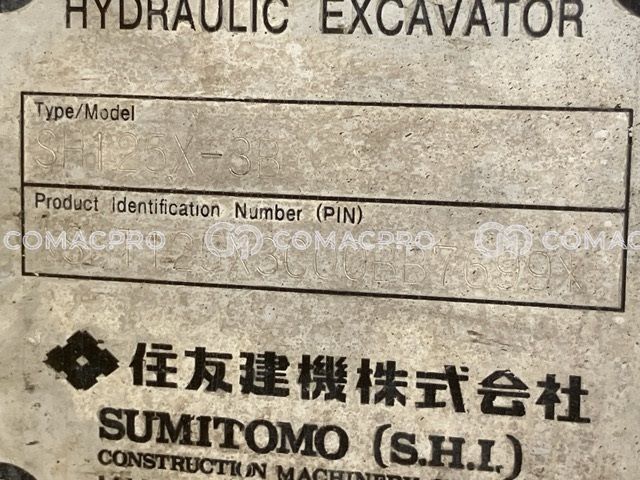 HYDRAULIC EXCAVATOR
Type/Model
SH125X-3B
Product Identification Number (PIN)
COMACPRO COMACPRO COMACPRO
住友建機株式会社
SUMITOMO (S.H.I.)
CONSTRUCTION MACHINERY